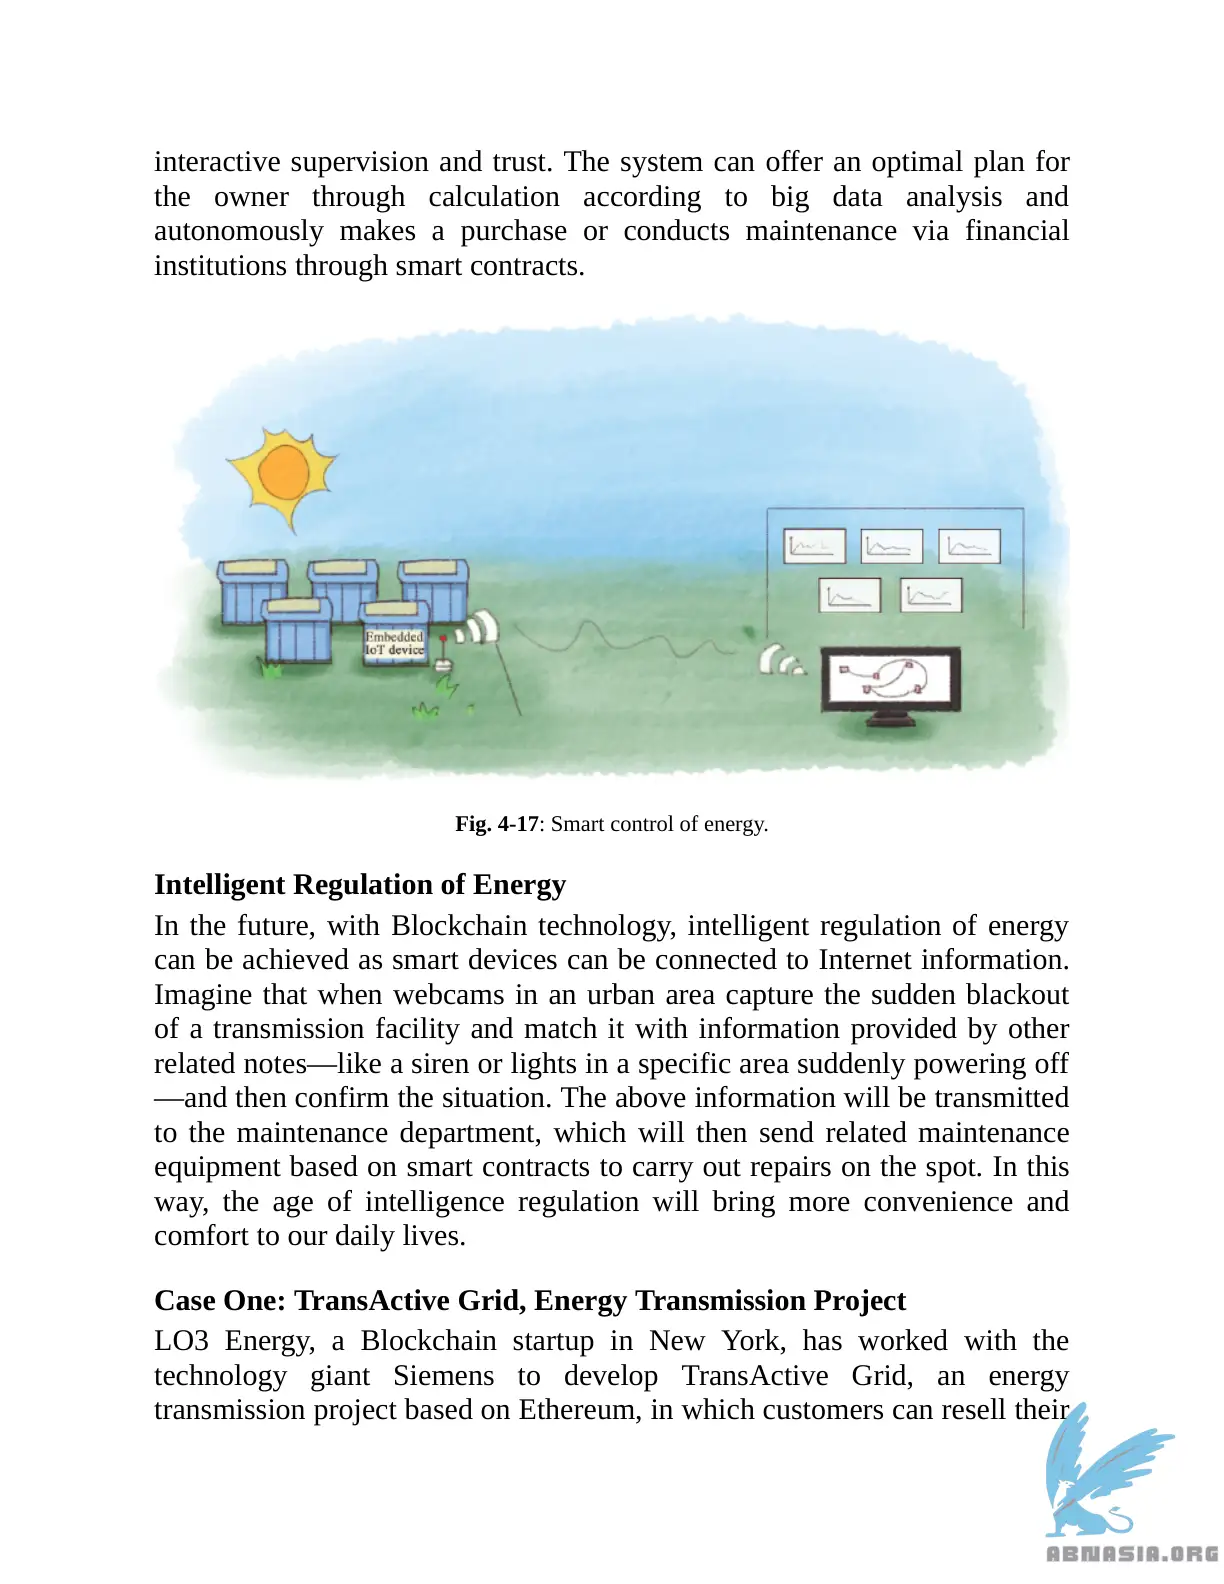 interactive supervision and trust. The system can offer an optimal plan for
the owner through calculation according to big data analysis and
autonomously makes a purchase or conducts maintenance via financial
institutions through smart contracts.
Embedded
IoT device
Fig. 4-17: Smart control of energy.
Intelligent Regulation of Energy
In the future, with Blockchain technology, intelligent regulation of energy
can be achieved as smart devices can be connected to Internet information.
Imagine that when webcams in an urban area capture the sudden blackout
of a transmission facility and match it with information provided by other
related notes—like a siren or lights in a specific area suddenly powering off
—and then confirm the situation. The above information will be transmitted
to the maintenance department, which will then send related maintenance
equipment based on smart contracts to carry out repairs on the spot. In this
way, the age of intelligence regulation will bring more convenience and
comfort to our daily lives.
Case One: TransActive Grid, Energy Transmission Project
LO3 Energy, a Blockchain startup in New York, has worked with the
technology giant Siemens to develop TransActive Grid, an energy
transmission project based on Ethereum, in which customers can resell their
ABNASIA.ORG